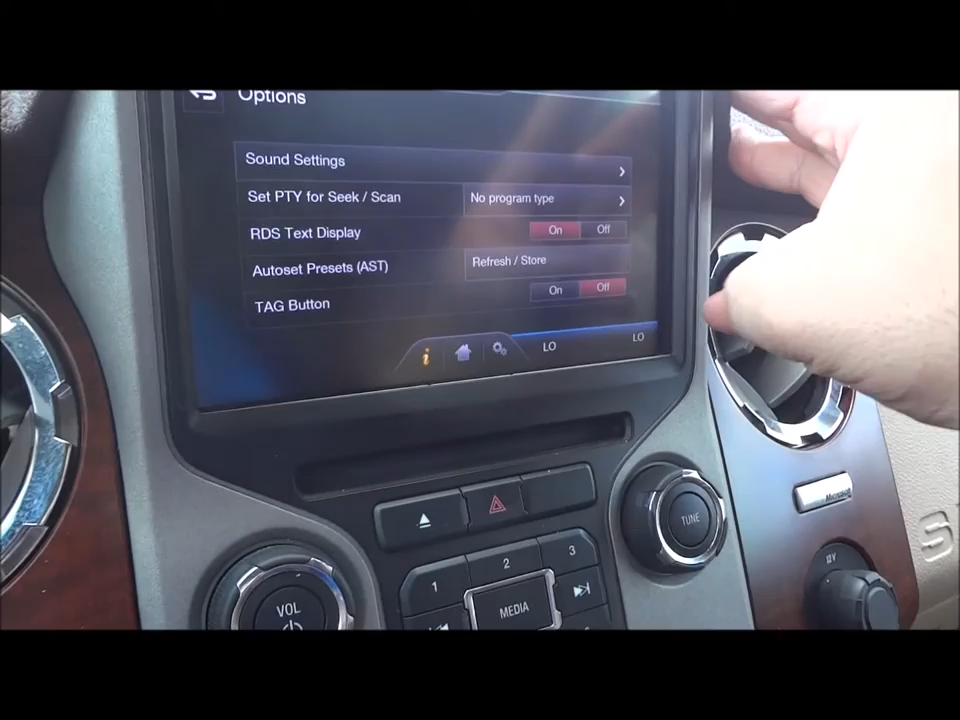 Options
Sound Settings
Set PTY for Seek / Scan No program type
RDS Text Display On Off
Autoset Presets (AST) Refresh / Store
TAG Button On Off
LO LO
Microsoft
TUNE
1 2 3
VOL
MEDIA
S